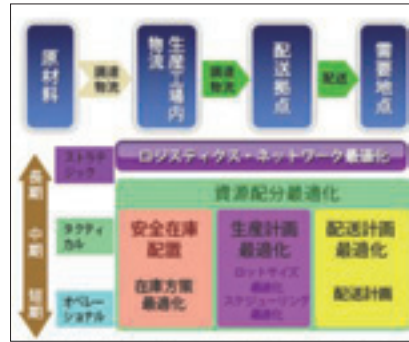 原材料
調達
物流
生産工場内
物流
調達
物流
配送拠点
配送
需要地点
長期
中期
短期
ストラテ
ジック
ロジスティクス・ネットワーク最適化
資源配分最適化
タクティ
カル
安全在庫
配置
生産計画
最適化
配送計画
最適化
オペレー
ショナル
在庫方策
最適化
ロットサイズ
最適化
スケジューリング
最適化
配送計画